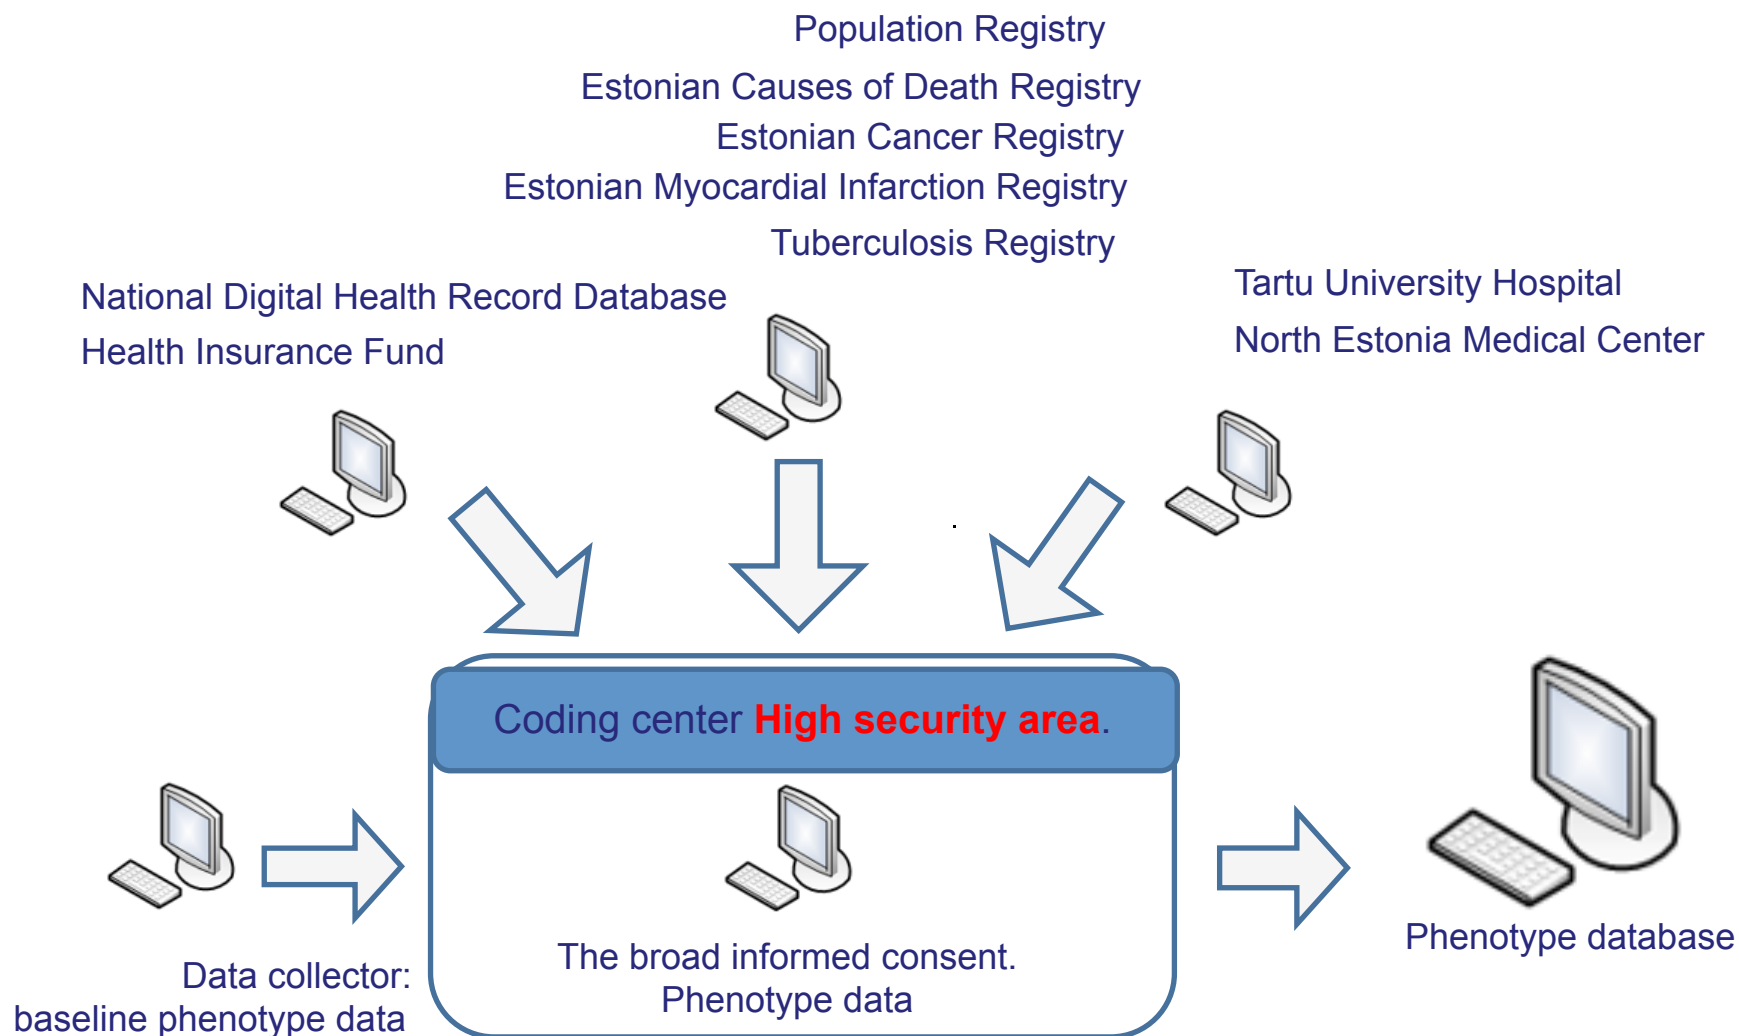 Population Registry
Estonian Causes of Death Registry
Estonian Cancer Registry
Estonian Myocardial Infarction Registry
Tuberculosis Registry
National Digital Health Record Database
Health Insurance Fund
Tartu University Hospital
North Estonia Medical Center
.
Coding center High security area.
Data collector:
baseline phenotype data
The broad informed consent.
Phenotype data
Phenotype database